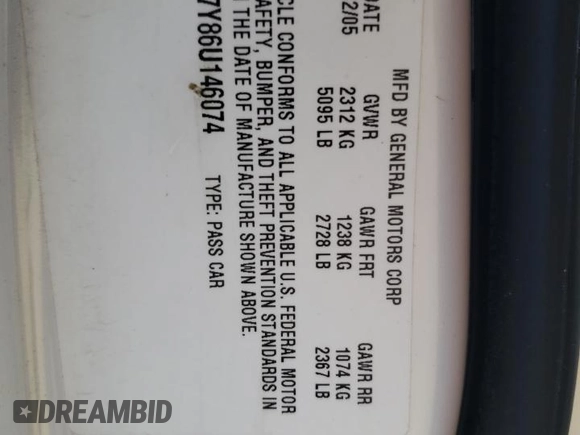 MFD BY GENERAL MOTORS CORP
DATE GVWR GAWR FRT GAWR RR
2/05 2312 KG 1238 KG 1074 KG
5095 LB 2728 LB 2367 LB
CLE CONFORMS TO ALL APPLICABLE U.S. FEDERAL MOTOR
AFETY, BUMPER, AND THEFT PREVENTION STANDARDS IN
THE DATE OF MANUFACTURE SHOWN ABOVE.
7Y86U146074 TYPE: PASS CAR
DREAMBID